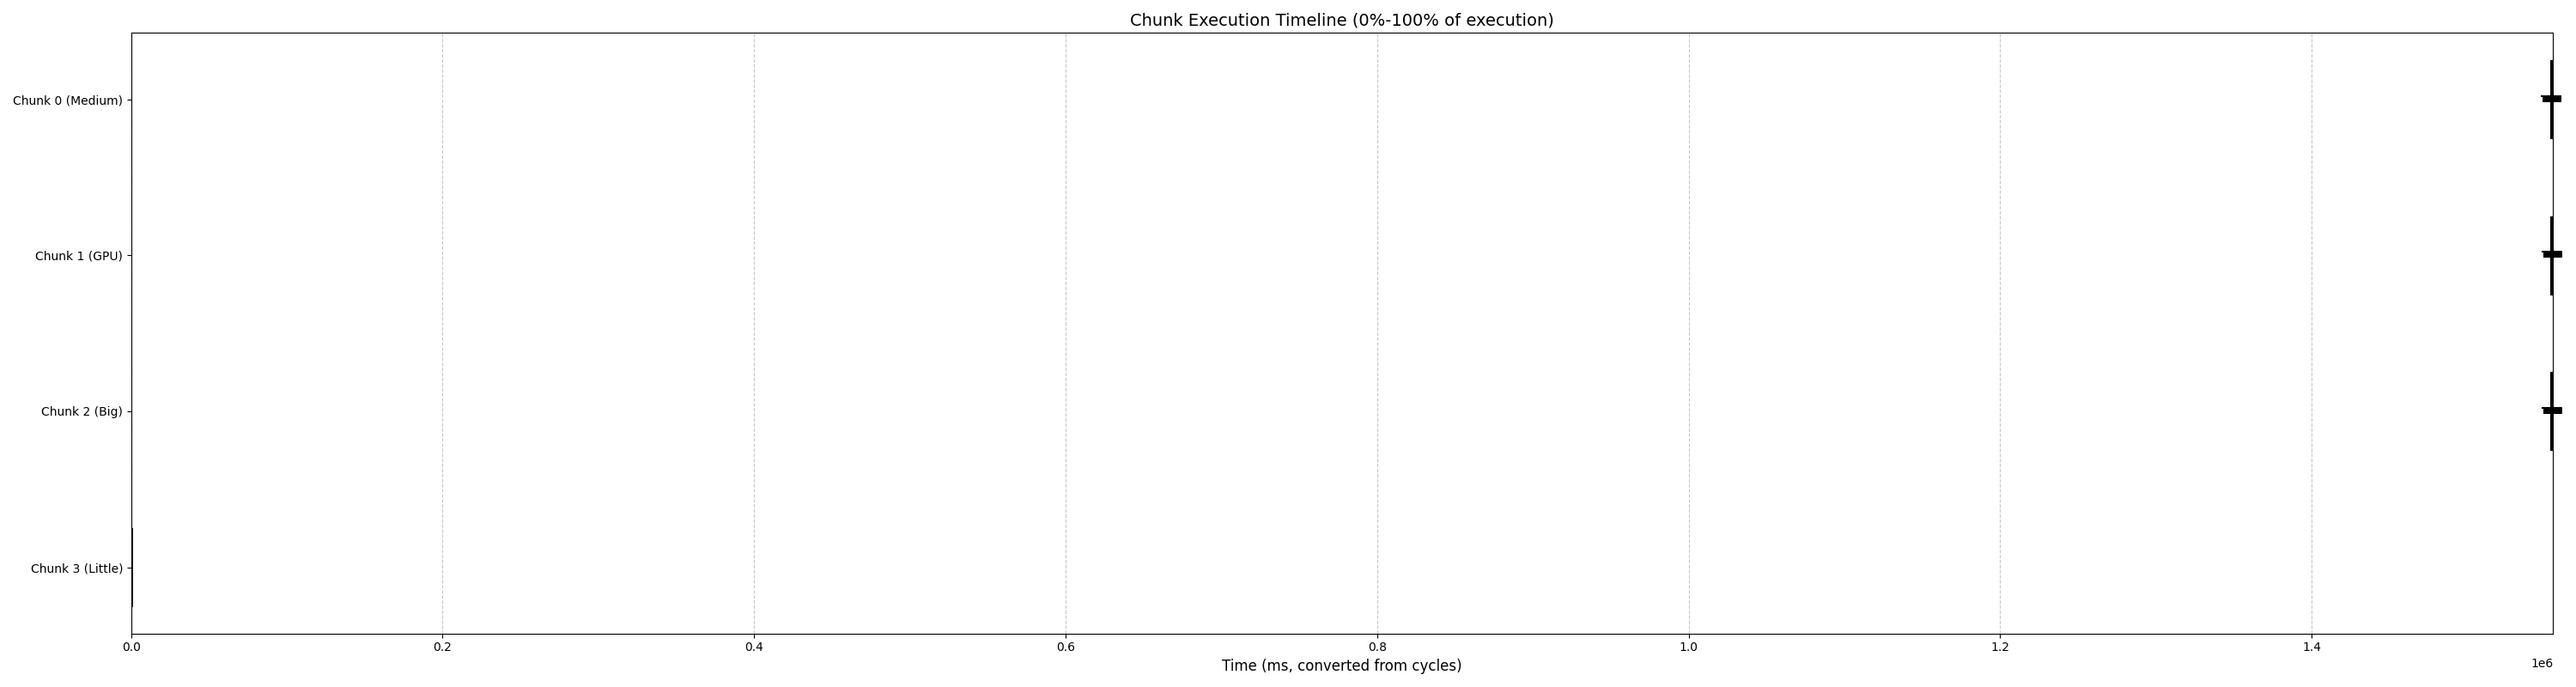 Chunk Execution Timeline (0%-100% of execution)
Chunk 0 (Medium)
Chunk 1 (GPU)
Chunk 2 (Big)
Chunk 3 (Little)
0.0 0.2 0.4 0.6 0.8 1.0 1.2 1.4
1e6
Time (ms, converted from cycles)